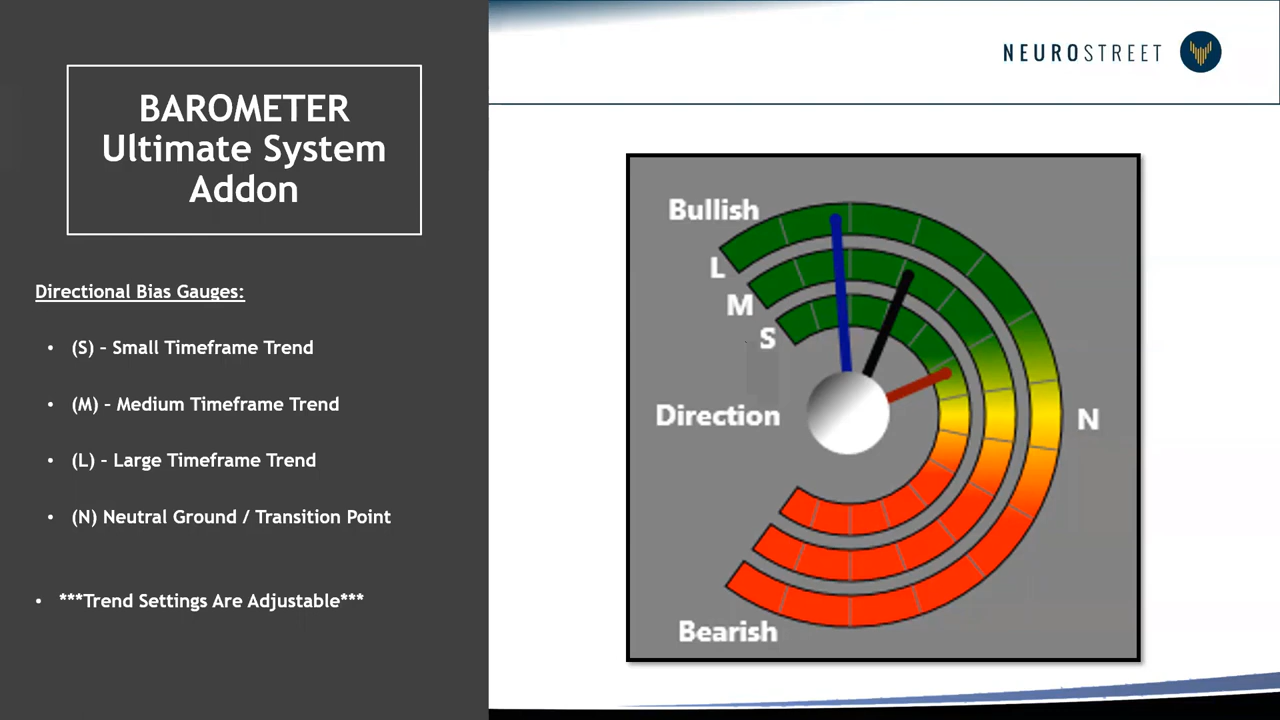 BAROMETER
Ultimate System
Addon
Directional Bias Gauges:
• (S) – Small Timeframe Trend
• (M) – Medium Timeframe Trend
• (L) – Large Timeframe Trend
• (N) Neutral Ground / Transition Point
• ***Trend Settings Are Adjustable***
NEUROSTREET
Bullish
L
M
S
Direction
N
Bearish